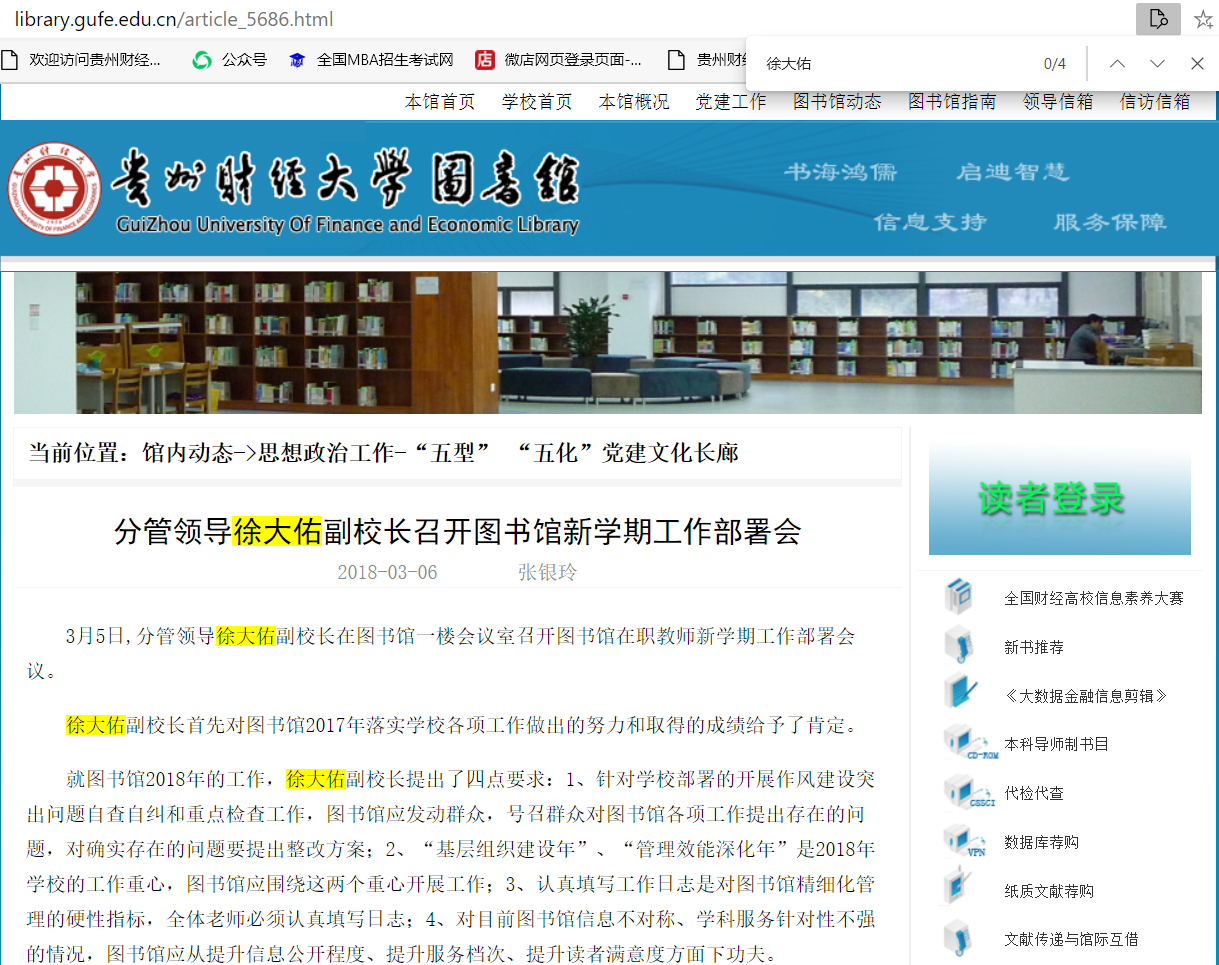 library.gufe.edu.cn/article_5686.html
欢迎访问贵州财经... 公众号 全国MBA招生考试网 微店网页登录页面-... 贵州财经
徐大佑 0/4
本馆首页 学校首页 本馆概况 党建工作 图书馆动态 图书馆指南 领导信箱 信访信箱
贵州财经大学圖書館
GuiZhou University Of Finance and Economic Library
书海鸿儒 启迪智慧
信息支持 服务保障
当前位置：馆内动态->思想政治工作-“五型” “五化”党建文化长廊
分管领导徐大佑副校长召开图书馆新学期工作部署会
2018-03-06 张银玲
3月5日,分管领导徐大佑副校长在图书馆一楼会议室召开图书馆在职教师新学期工作部署会
议。
徐大佑副校长首先对图书馆2017年落实学校各项工作做出的努力和取得的成绩给予了肯定。
就图书馆2018年的工作，徐大佑副校长提出了四点要求：1、针对学校部署的开展作风建设突
出问题自查自纠和重点检查工作，图书馆应发动群众，号召群众对图书馆各项工作提出存在的问
题，对确实存在的问题要提出整改方案；2、“基层组织建设年”、“管理效能深化年”是2018年
学校的工作重心，图书馆应围绕这两个重心开展工作；3、认真填写工作日志是对图书馆精细化管
理的硬性指标，全体老师必须认真填写日志；4、对目前图书馆信息不对称、学科服务针对性不强
的情况，图书馆应从提升信息公开程度、提升服务档次、提升读者满意度方面下功夫。
读者登录
全国财经高校信息素养大赛
新书推荐
《大数据金融信息剪辑》
CD-ROM 本科导师制书目
CSSCI 代检代查
VPN 数据库荐购
纸质文献荐购
文献传递与馆际互借